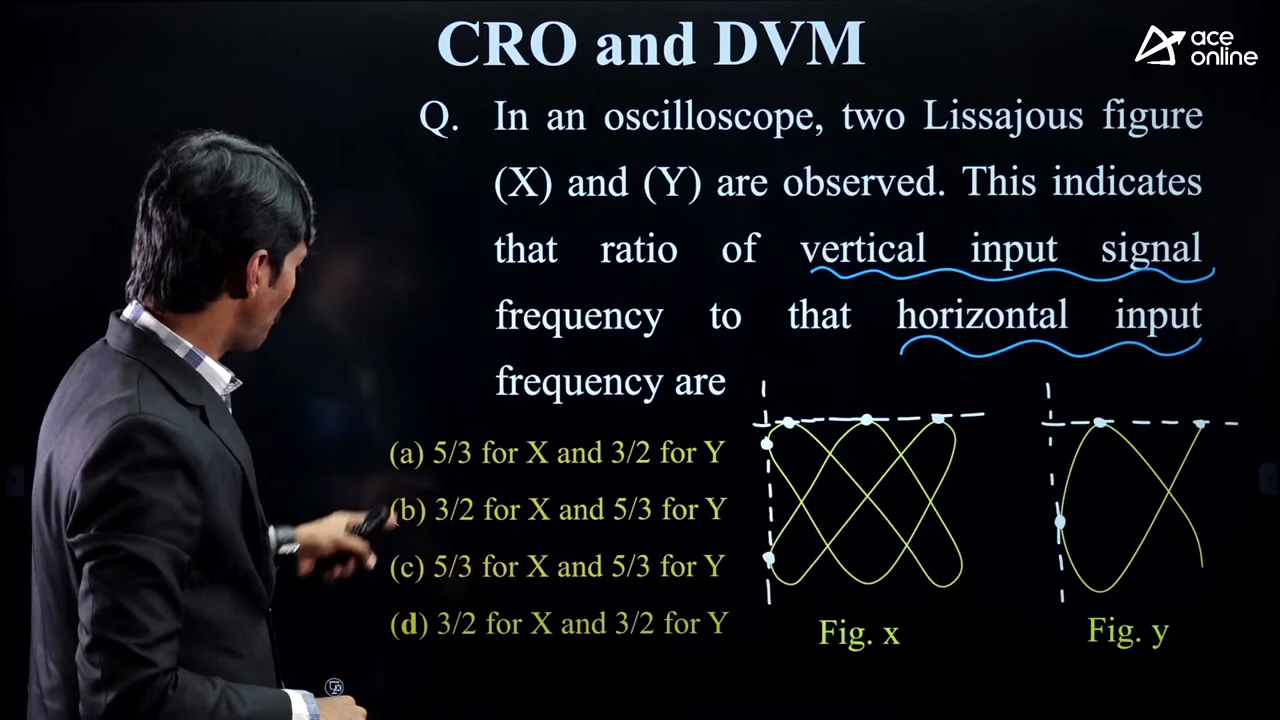 CRO and DVM
ace
online
Q. In an oscilloscope, two Lissajous figure
(X) and (Y) are observed. This indicates
that ratio of vertical input signal
frequency to that horizontal input
frequency are
(a) 5/3 for X and 3/2 for Y
(b) 3/2 for X and 5/3 for Y
(c) 5/3 for X and 5/3 for Y
(d) 3/2 for X and 3/2 for Y
Fig. x
Fig. y